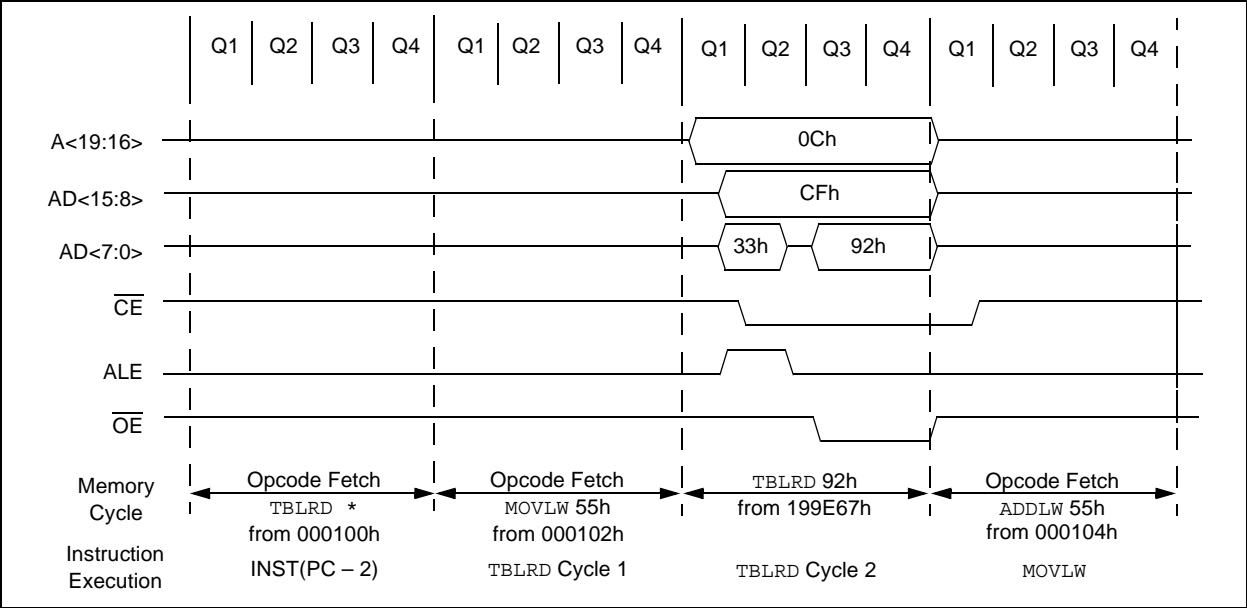 Q1 Q2 Q3 Q4 Q1 Q2 Q3 Q4 Q1 Q2 Q3 Q4 Q1 Q2 Q3 Q4
A<19:16> 0Ch
AD<15:8> CFh
AD<7:0> 33h 92h
CE
ALE
OE
Memory
Cycle
Opcode Fetch
TBLRD *
from 000100h
Opcode Fetch
MOVLW 55h
from 000102h
TBLRD 92h
from 199E67h
Opcode Fetch
ADDLW 55h
from 000104h
Instruction
Execution
INST(PC – 2)
TBLRD Cycle 1
TBLRD Cycle 2
MOVLW